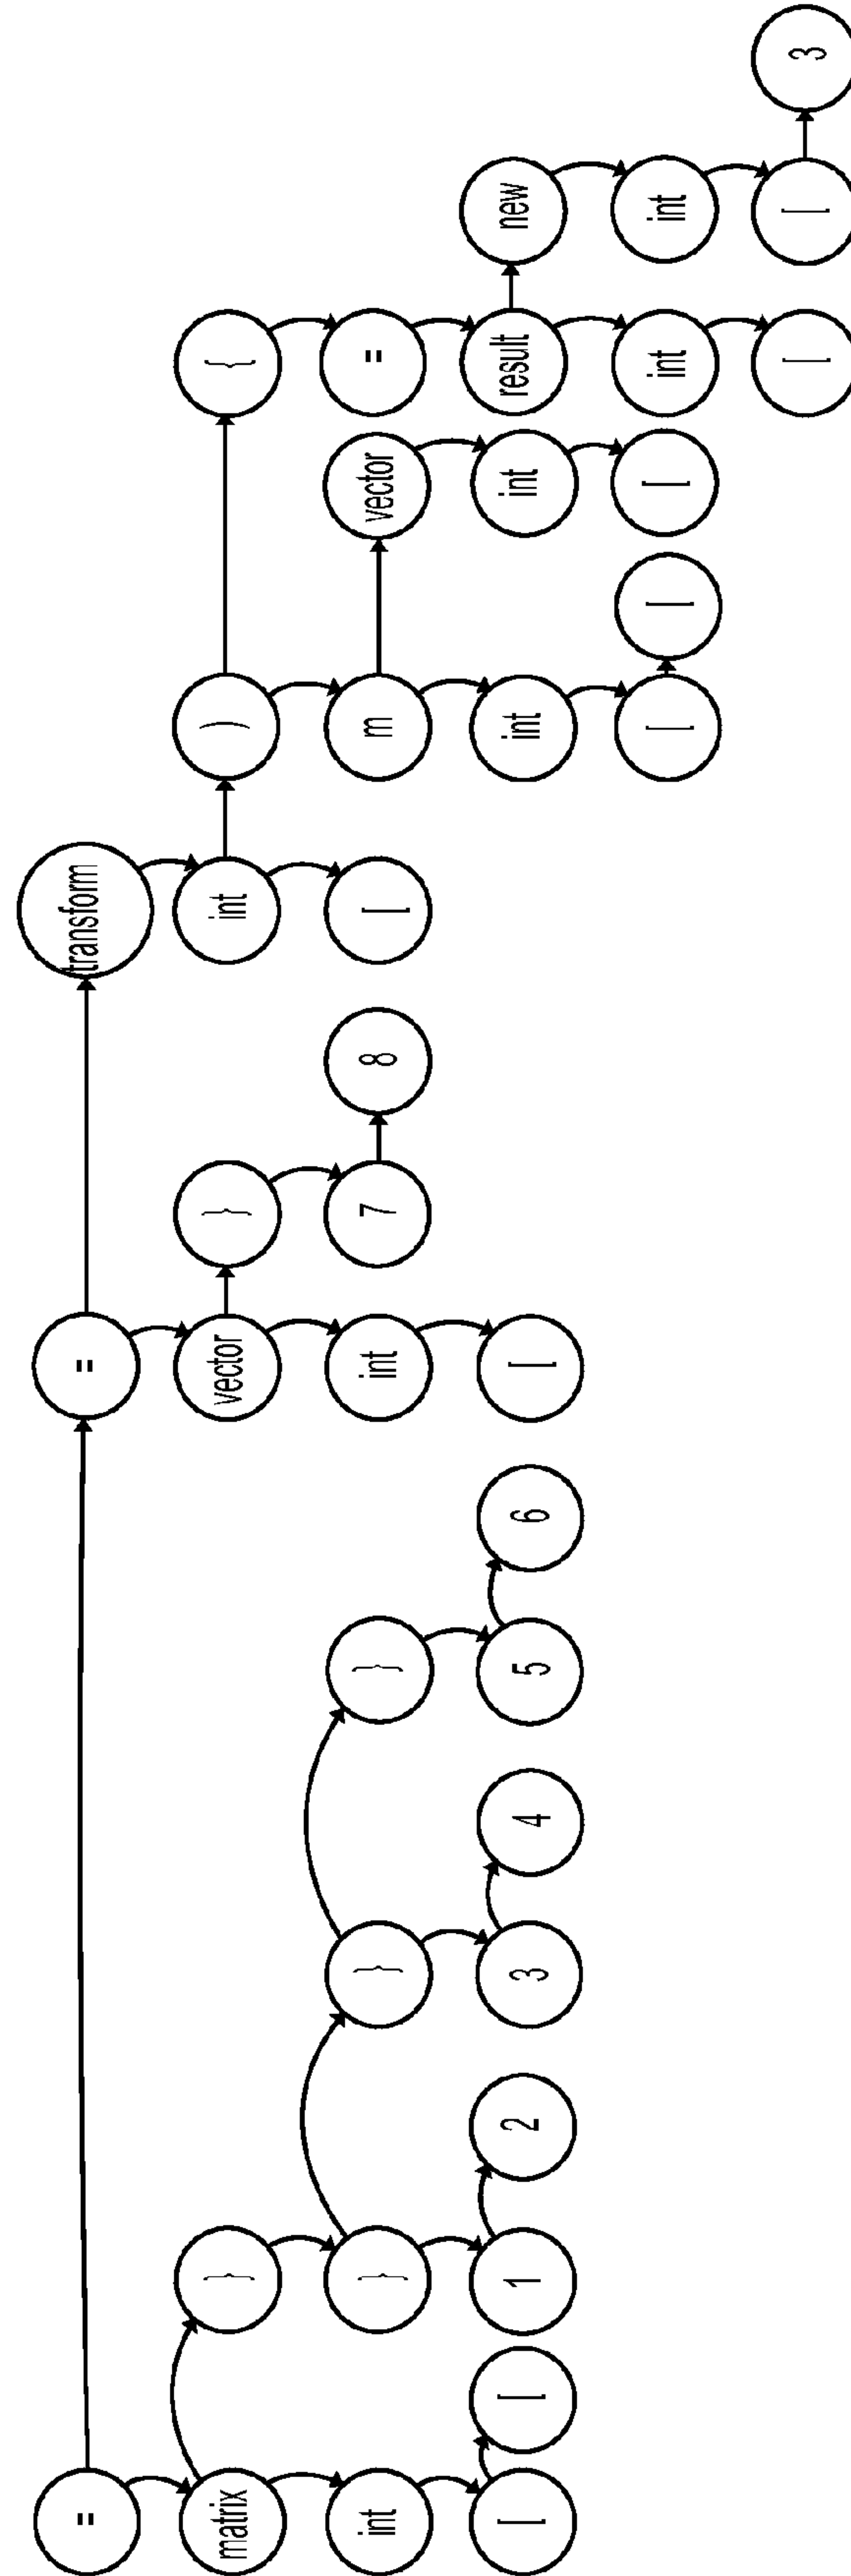 = = transform
matrix { vector { int ( {
int { { { int 7 8 [ m vector =
[ [ 1 2 3 4 5 6 [ int int result new
[ [ [ int int
[ [ 3